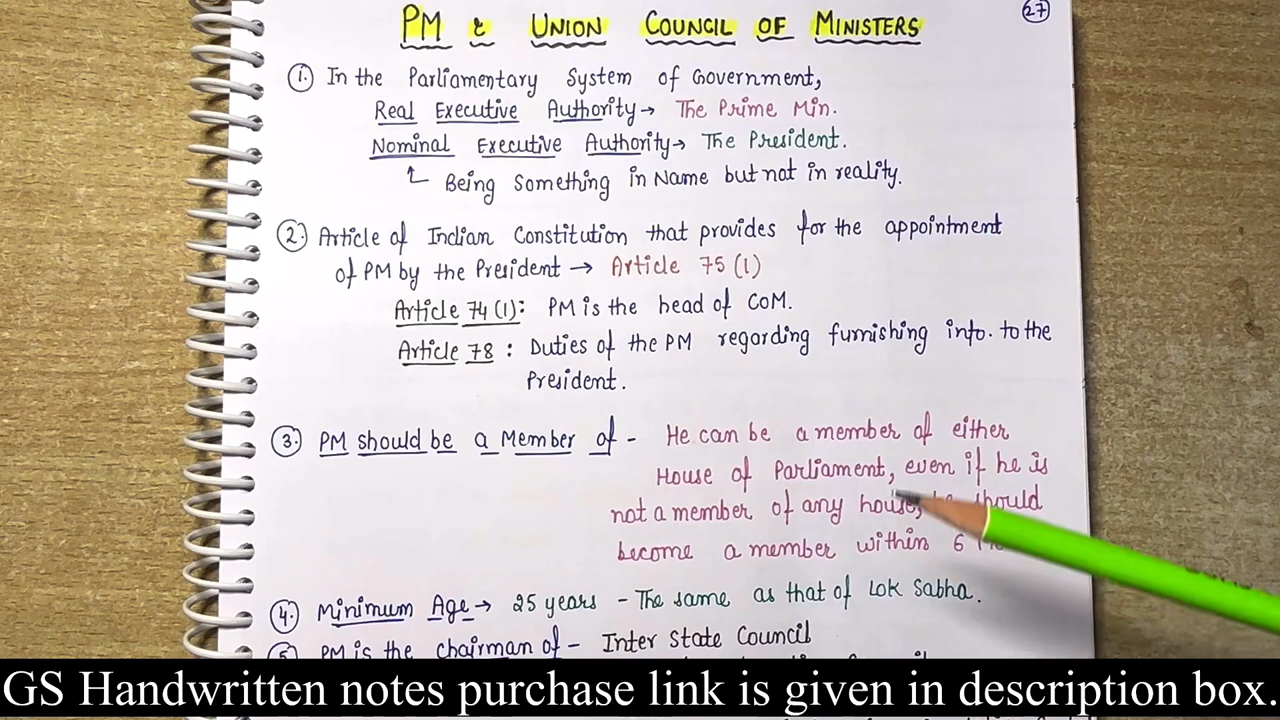 27
PM & UNION COUNCIL OF MINISTERS
1. In the Parliamentary System of Government,
Real Executive Authority → The Prime Min.
Nominal Executive Authority → The President.
Being Something in Name but not in reality.
2. Article of Indian Constitution that provides for the appointment
of PM by the President → Article 75 (1)
Article 74 (1): PM is the head of CoM.
Article 78 : Duties of the PM regarding furnishing info. to the
President.
3. PM should be a Member of - He can be a member of either
House of Parliament, even if he is
not a member of any house, should
become a member within 6
4. Minimum Age → 25 years - The same as that of Lok Sabha.
5. PM is the chairman of - Inter State Council
GS Handwritten notes purchase link is given in description box.